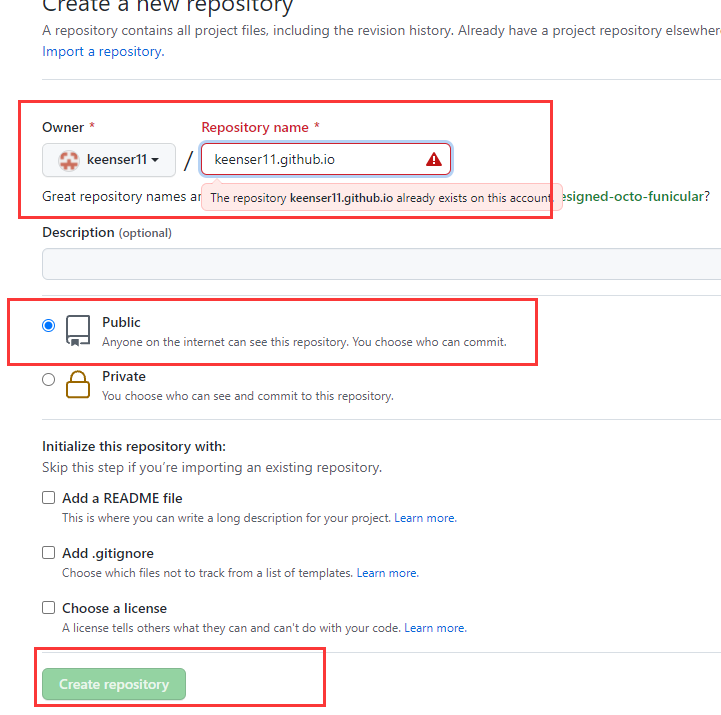 Create a new repository
A repository contains all project files, including the revision history. Already have a project repository elsewhere
Import a repository.
Owner * Repository name *
keenser11 / keenser11.github.io
Great repository names ar The repository keenser11.github.io already exists on this account. esigned-octo-funicular?
Description (optional)
Public
Anyone on the internet can see this repository. You choose who can commit.
Private
You choose who can see and commit to this repository.
Initialize this repository with:
Skip this step if you’re importing an existing repository.
Add a README file
This is where you can write a long description for your project. Learn more.
Add .gitignore
Choose which files not to track from a list of templates. Learn more.
Choose a license
A license tells others what they can and can't do with your code. Learn more.
Create repository